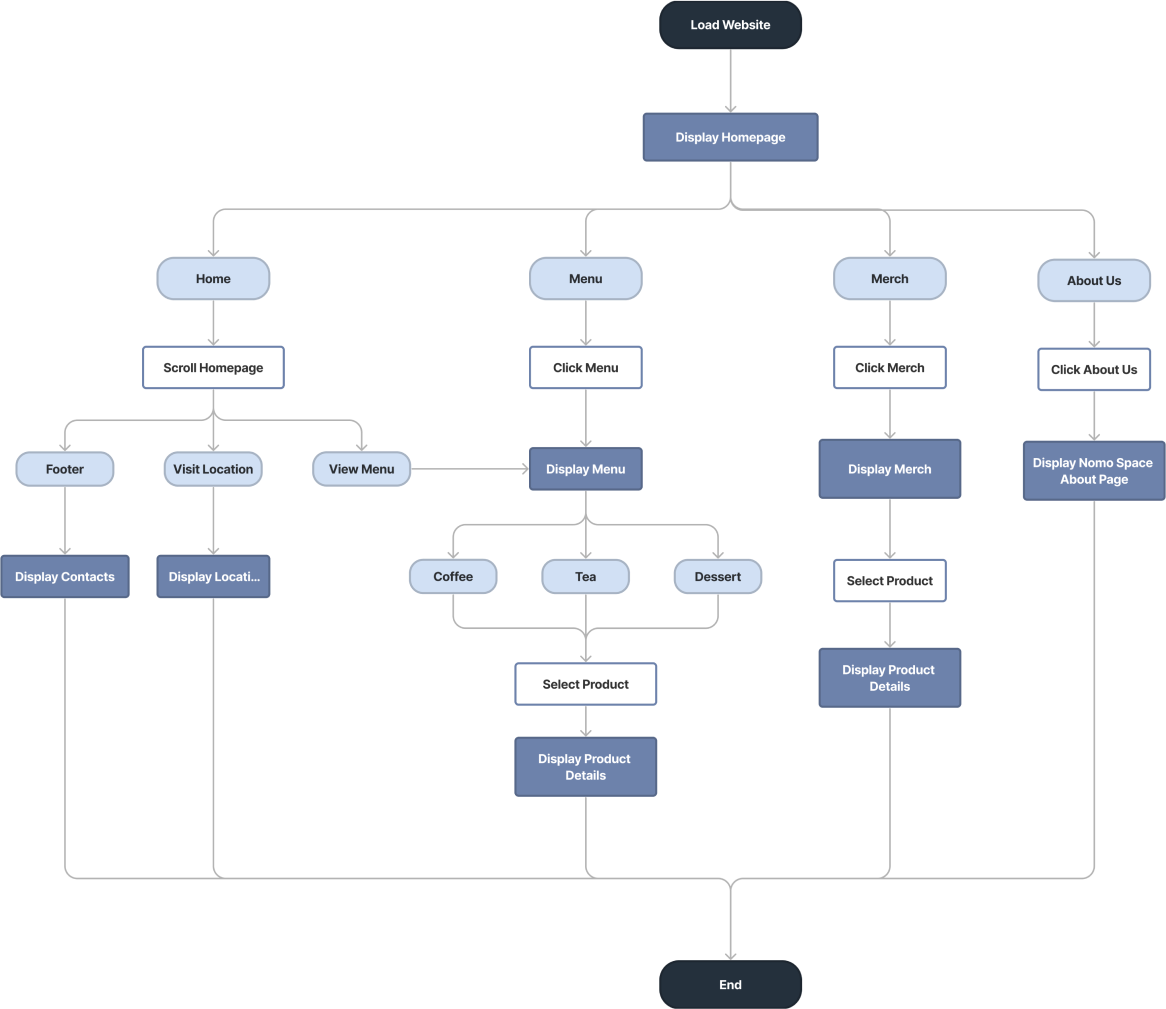 Load Website
Display Homepage
Home
Menu
Merch
About Us
Scroll Homepage
Click Menu
Click Merch
Click About Us
Footer
Visit Location
View Menu
Display Menu
Display Merch
Display Nomo Space
About Page
Display Contacts
Display Locati...
Coffee
Tea
Dessert
Select Product
Select Product
Display Product
Details
Display Product
Details
End